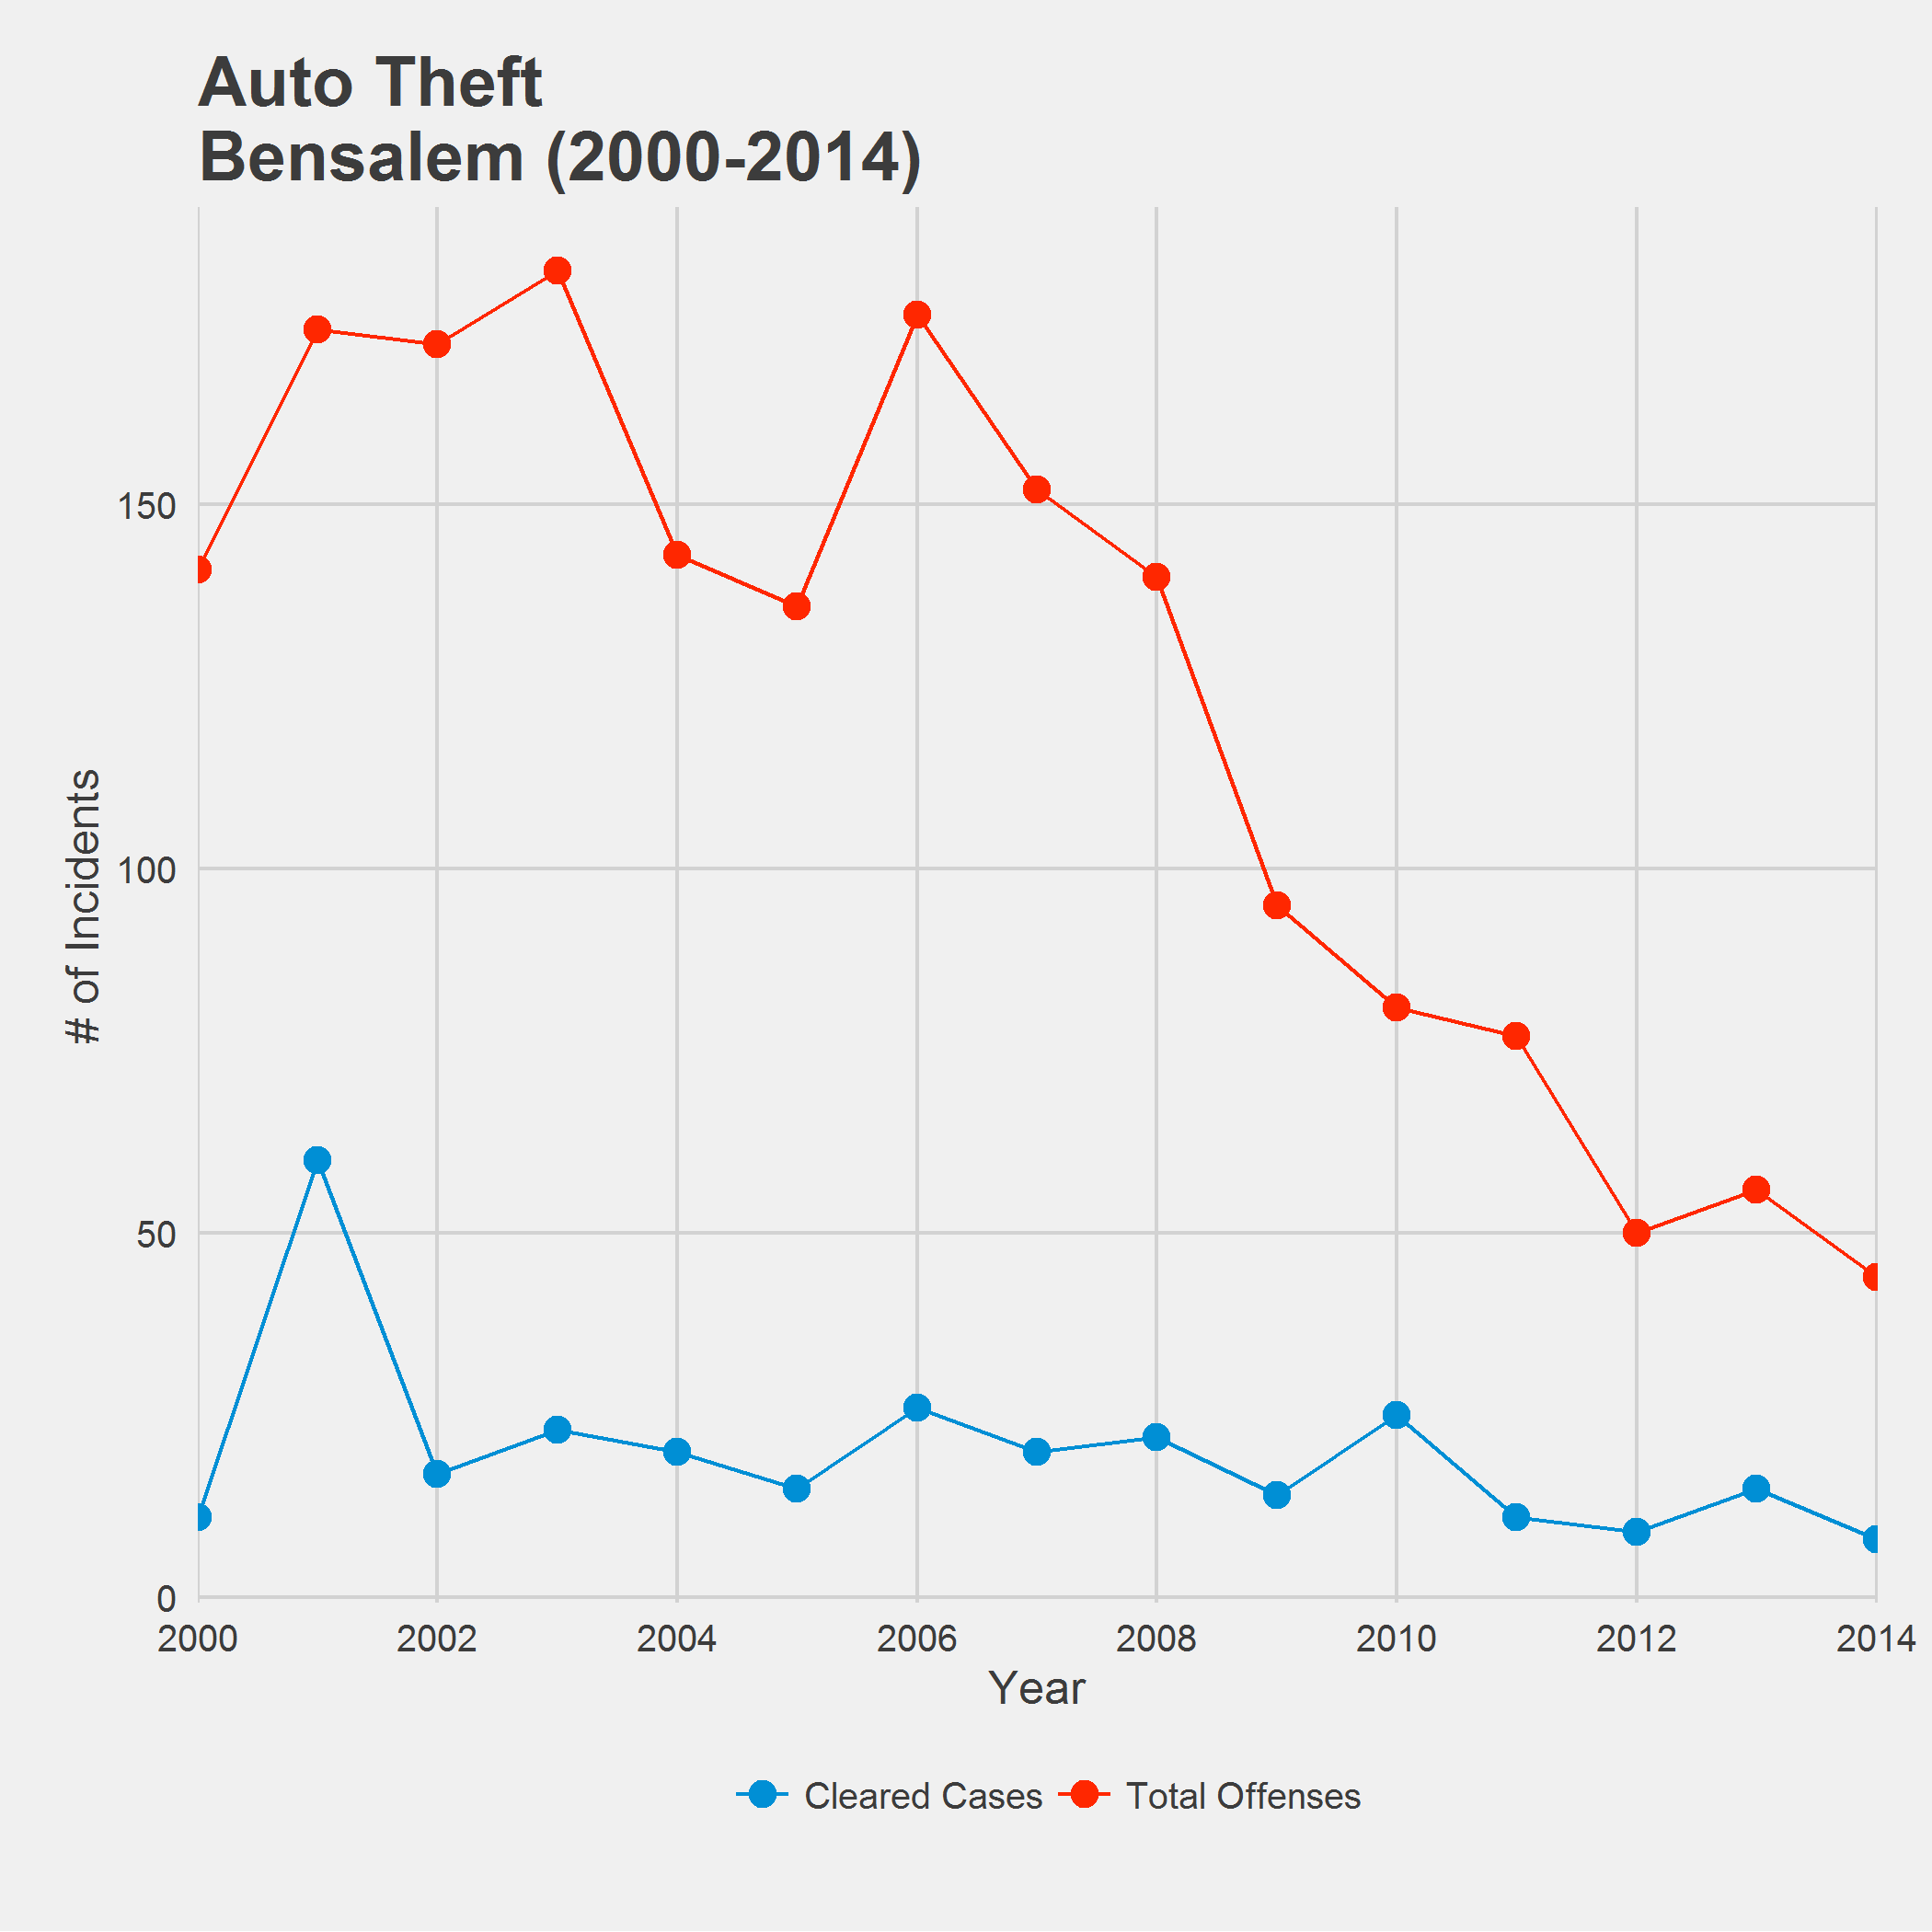 Auto Theft
Bensalem (2000-2014)
# of Incidents
150
100
50
0
2000 2002 2004 2006 2008 2010 2012 2014
Year
Cleared Cases Total Offenses